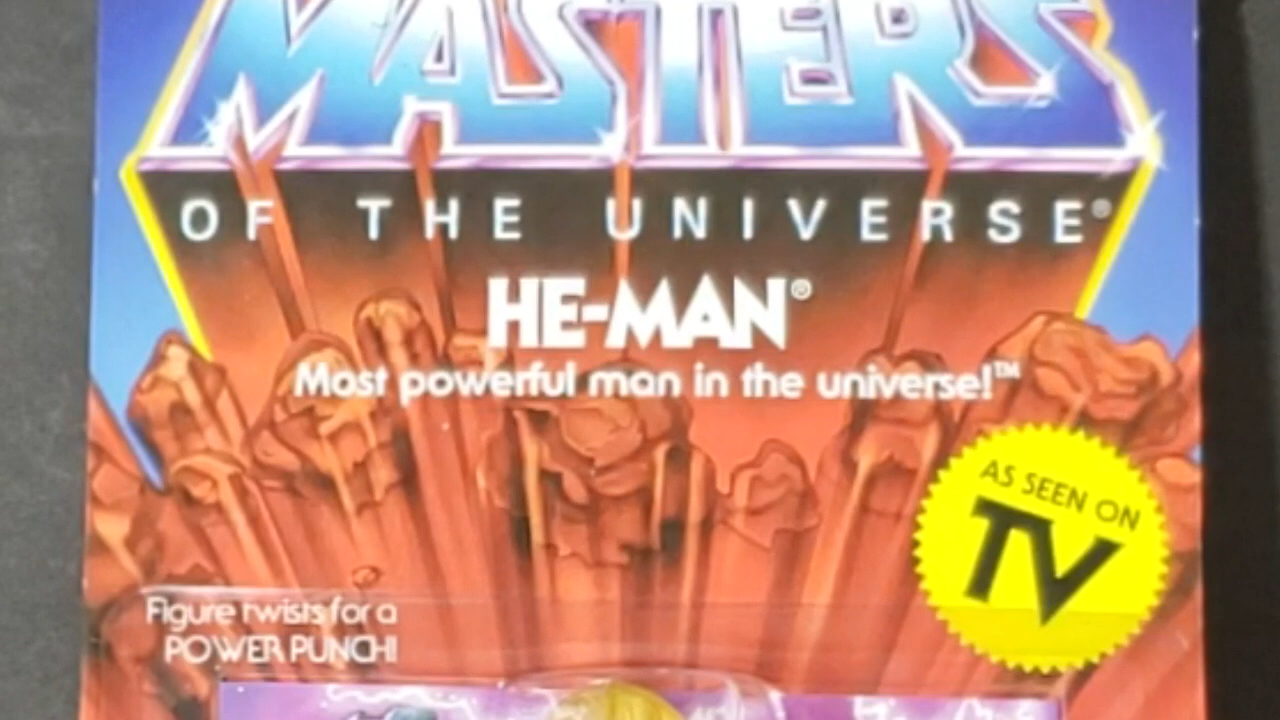 MASTERS
OF THE UNIVERSE®
HE-MAN®
Most powerful man in the universe!™
AS SEEN ON
TV
Figure twists for a
POWER PUNCH!